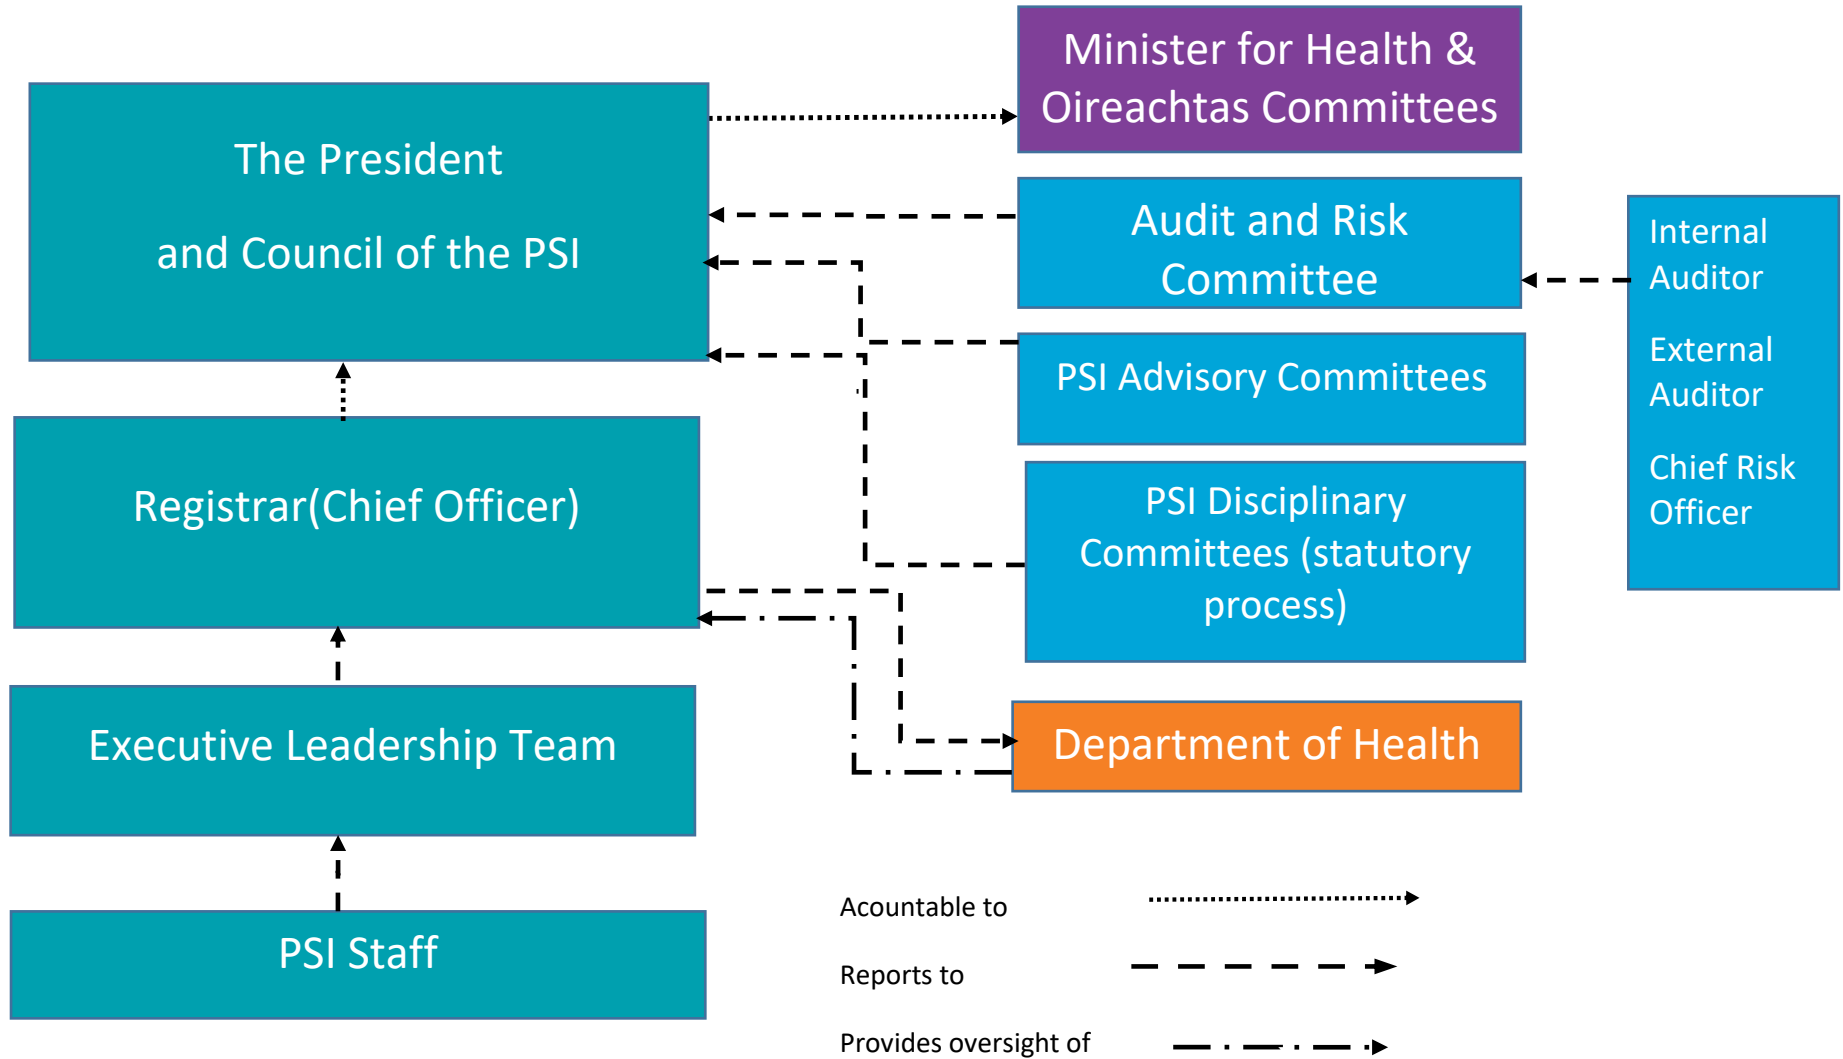 The President
and Council of the PSI
Registrar(Chief Officer)
Executive Leadership Team
PSI Staff
Minister for Health &
Oireachtas Committees
Audit and Risk
Committee
PSI Advisory Committees
PSI Disciplinary
Committees (statutory
process)
Department of Health
Internal
Auditor
External
Auditor
Chief Risk
Officer
Acountable to
Reports to
Provides oversight of